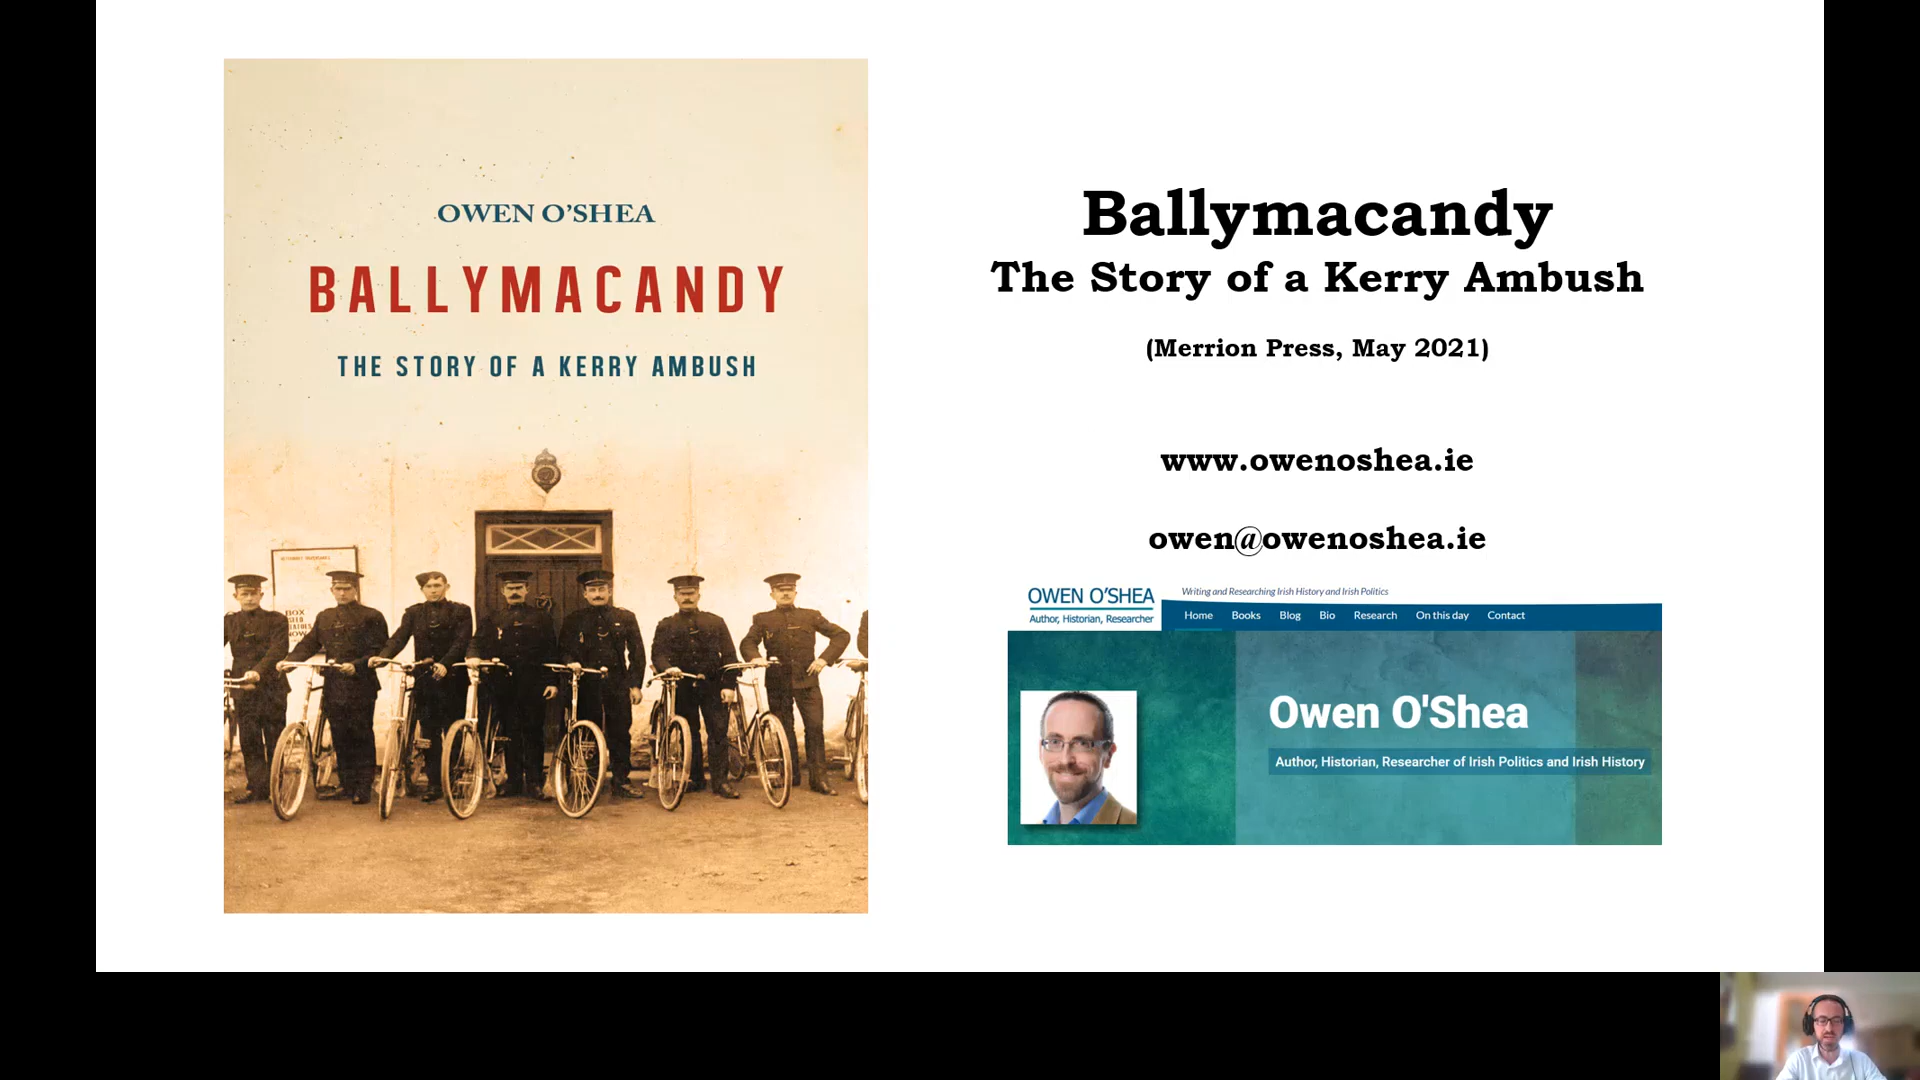 OWEN O'SHEA
BALLYMACANDY
THE STORY OF A KERRY AMBUSH
BOX
NOW
Ballymacandy
The Story of a Kerry Ambush
(Merrion Press, May 2021)
www.owenoshea.ie
owen@owenoshea.ie
OWEN O'SHEA
Author, Historian, Researcher
Writing and Researching Irish History and Irish Politics
Home Books Blog Bio Research On this day Contact
Owen O'Shea
Author, Historian, Researcher of Irish Politics and Irish History